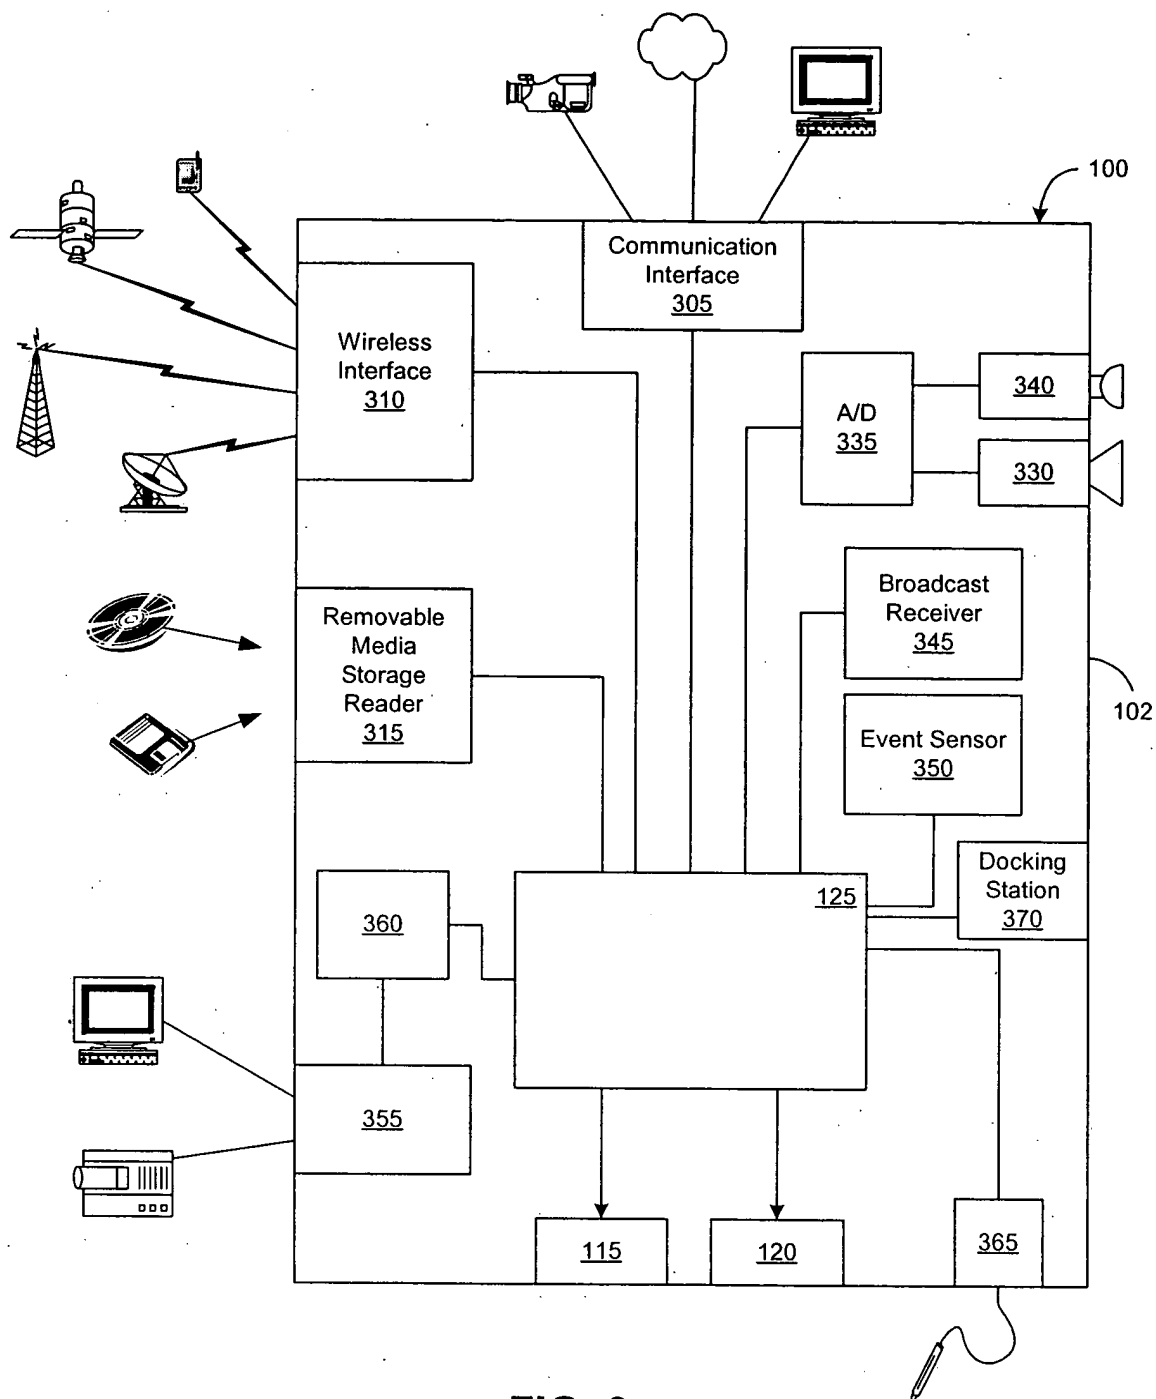 100
Communication
Interface
305
Wireless
Interface
310
A/D
335
340
330
Broadcast
Receiver
345
Removable
Media
Storage
Reader
315
102
Event Sensor
350
Docking
Station
370
125
360
355
115
120
365